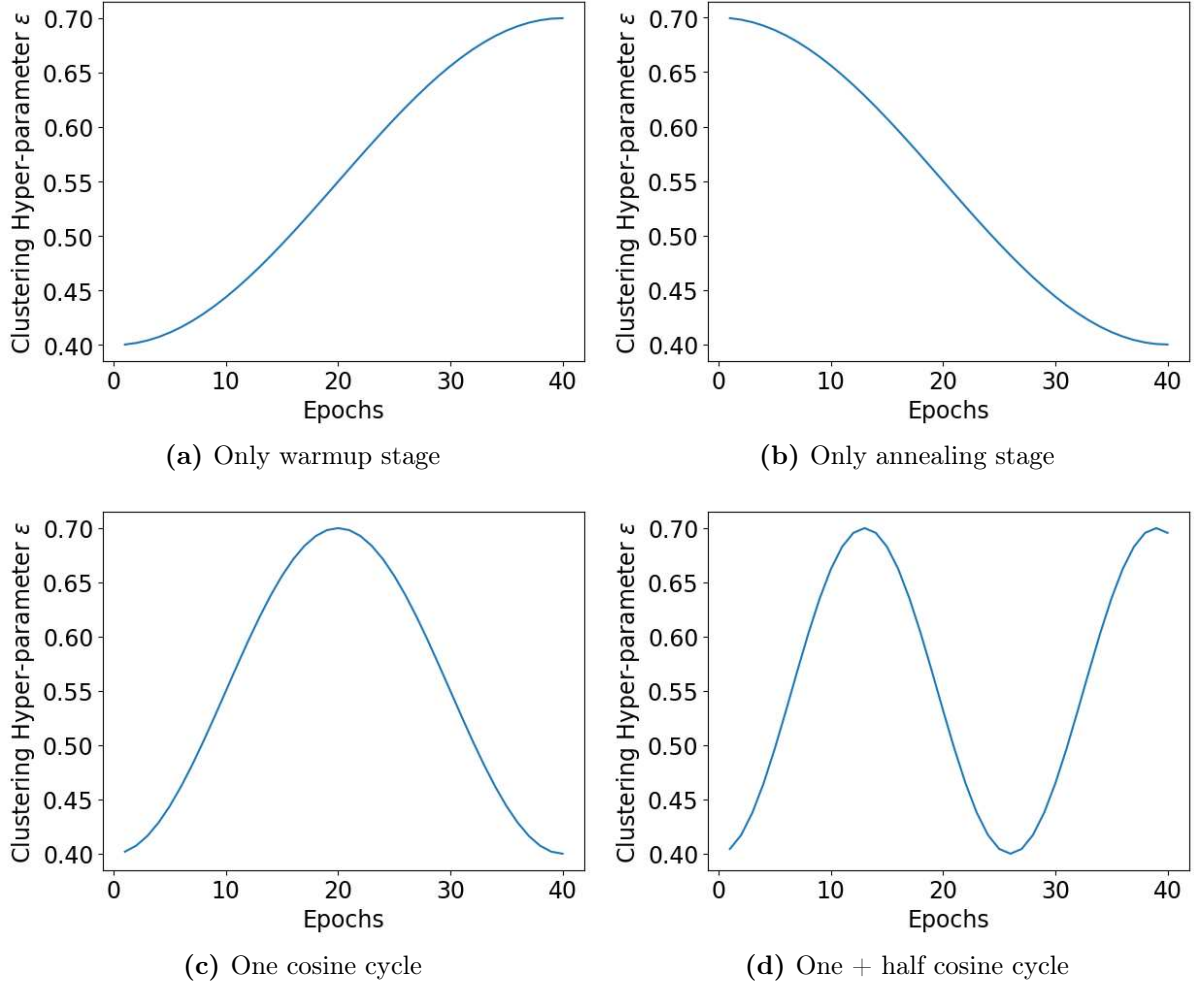 Clustering Hyper-parameter ε
0.70
0.65
0.60
0.55
0.50
0.45
0.40
0 10 20 30 40
Epochs
(a) Only warmup stage
Clustering Hyper-parameter ε
0.70
0.65
0.60
0.55
0.50
0.45
0.40
0 10 20 30 40
Epochs
(b) Only annealing stage
Clustering Hyper-parameter ε
0.70
0.65
0.60
0.55
0.50
0.45
0.40
0 10 20 30 40
Epochs
(c) One cosine cycle
Clustering Hyper-parameter ε
0.70
0.65
0.60
0.55
0.50
0.45
0.40
0 10 20 30 40
Epochs
(d) One + half cosine cycle